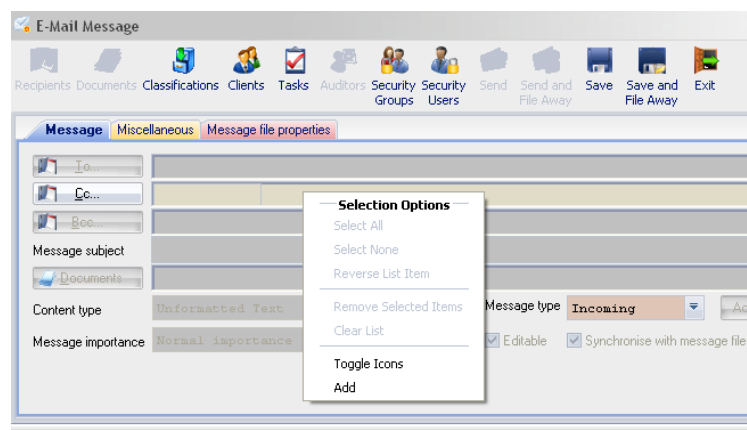 E-Mail Message
Recipients Documents Classifications Clients Tasks Auditors Security Groups Security Users Send Send and File Away Save Save and File Away Exit
Message Miscellaneous Message file properties
To...
Cc...
Selection Options
Select All
Bcc...
Message subject
Select None
Documents
Reverse List Item
Content type Unformatted Text
Remove Selected Items
Message type Incoming
Clear List
Message importance Normal importance
Editable Synchronise with message file
Toggle Icons
Add